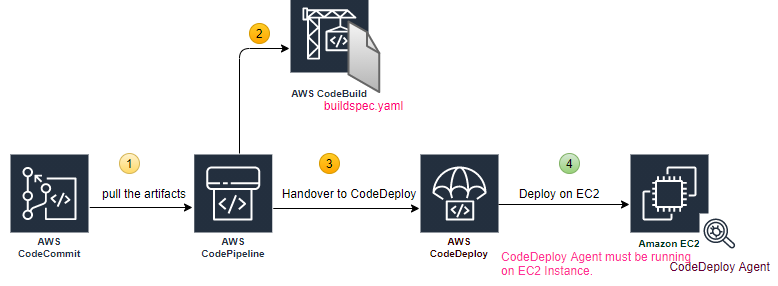 2
AWS CodeBuild
buildspec.yaml
1
3
4
pull the artifacts
Handover to CodeDeploy
Deploy on EC2
AWS
CodeCommit
AWS
CodePipeline
AWS
CodeDeploy
Amazon EC2
CodeDeploy Agent must be running
on EC2 Instance.
CodeDeploy Agent